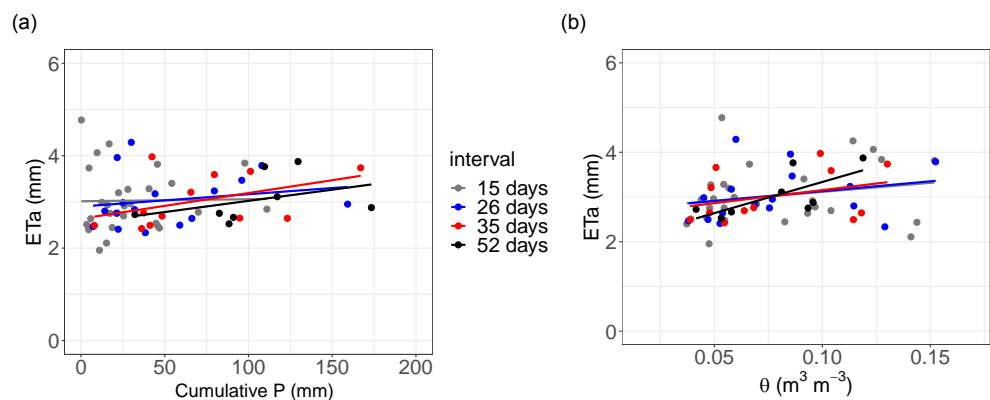 (a)
(b)
6
4
2
0
ETa (mm)
0 50 100 150 200
Cumulative P (mm)
interval
15 days
26 days
35 days
52 days
6
4
2
0
ETa (mm)
0.05 0.10 0.15
θ (m³ m⁻³)